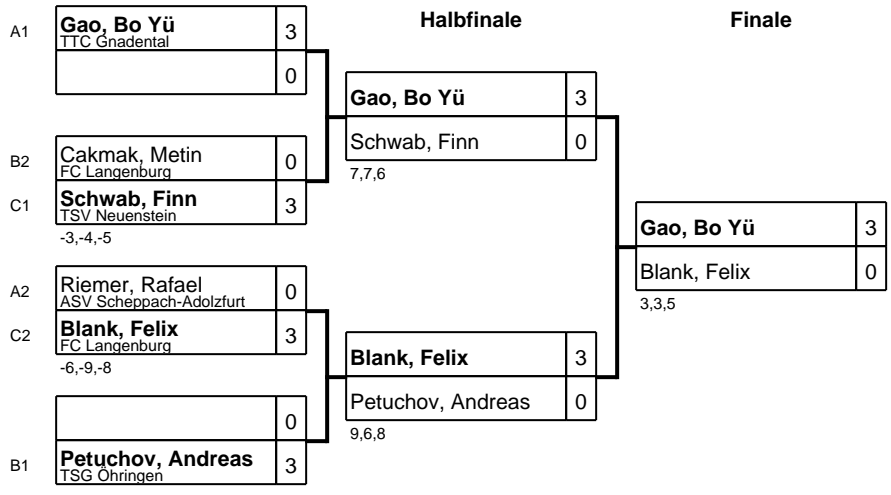 Halbfinale
Finale
A1
Gao, Bo Yü 3
TTC Gnadental
0
B2
Cakmak, Metin 0
FC Langenburg
C1
Schwab, Finn 3
TSV Neuenstein
-3,-4,-5
A2
Riemer, Rafael 0
ASV Scheppach-Adolzfurt
C2
Blank, Felix 3
FC Langenburg
-6,-9,-8
0
B1
Petuchov, Andreas 3
TSG Öhringen
Gao, Bo Yü 3
Schwab, Finn 0
7,7,6
Blank, Felix 3
Petuchov, Andreas 0
9,6,8
Gao, Bo Yü 3
Blank, Felix 0
3,3,5